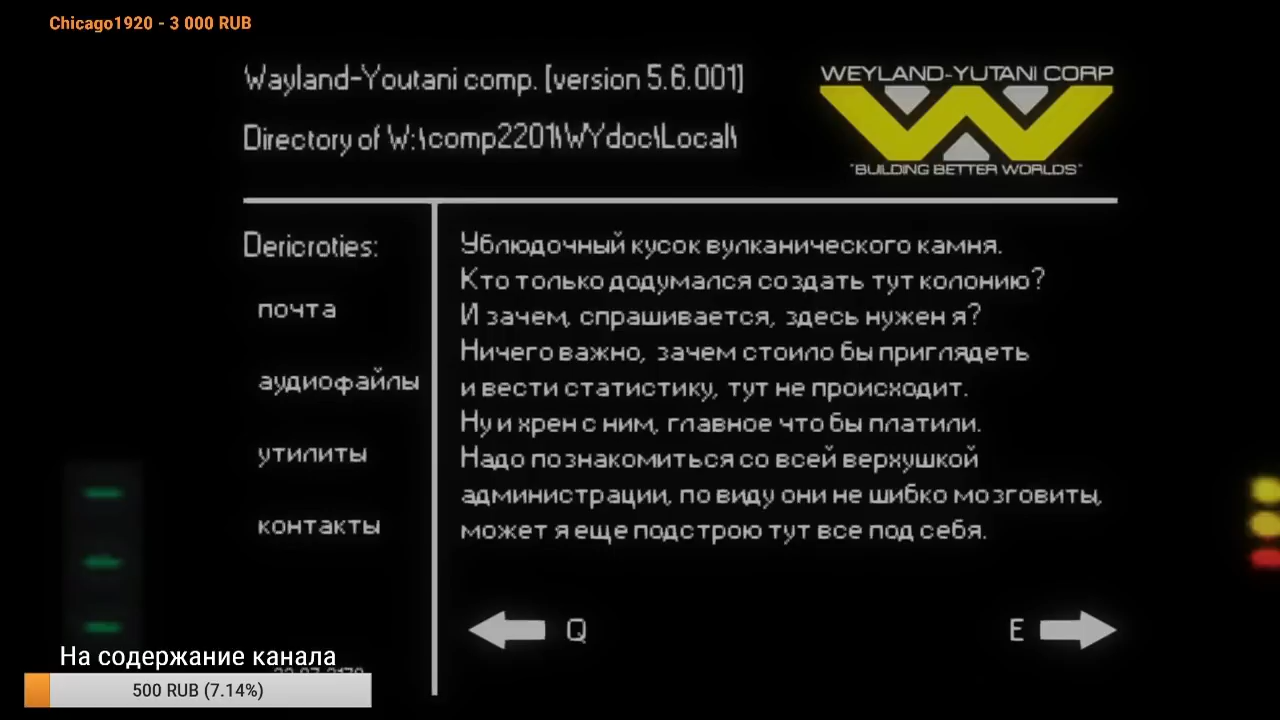 Chicago1920 - 3 000 RUB
Wayland-Youtani comp. [version 5.6.001]
Directory of W:\comp2201\WYdoc\Local\
WEYLAND-YUTANI CORP
"BUILDING BETTER WORLDS"
Dericroties:
почта
аудиофайлы
утилиты
контакты
Ублюдочный кусок вулканического камня.
Кто только додумался создать тут колонию?
И зачем, спрашивается, здесь нужен я?
Ничего важно, зачем стоило бы приглядеть
и вести статистику, тут не происходит.
Ну и хрен с ним, главное что бы платили.
Надо познакомиться со всей верхушкой
администрации, по виду они не шибко мозговиты,
может я еще подстрою тут все под себя.
Q
E
На содержание канала
500 RUB (7.14%)